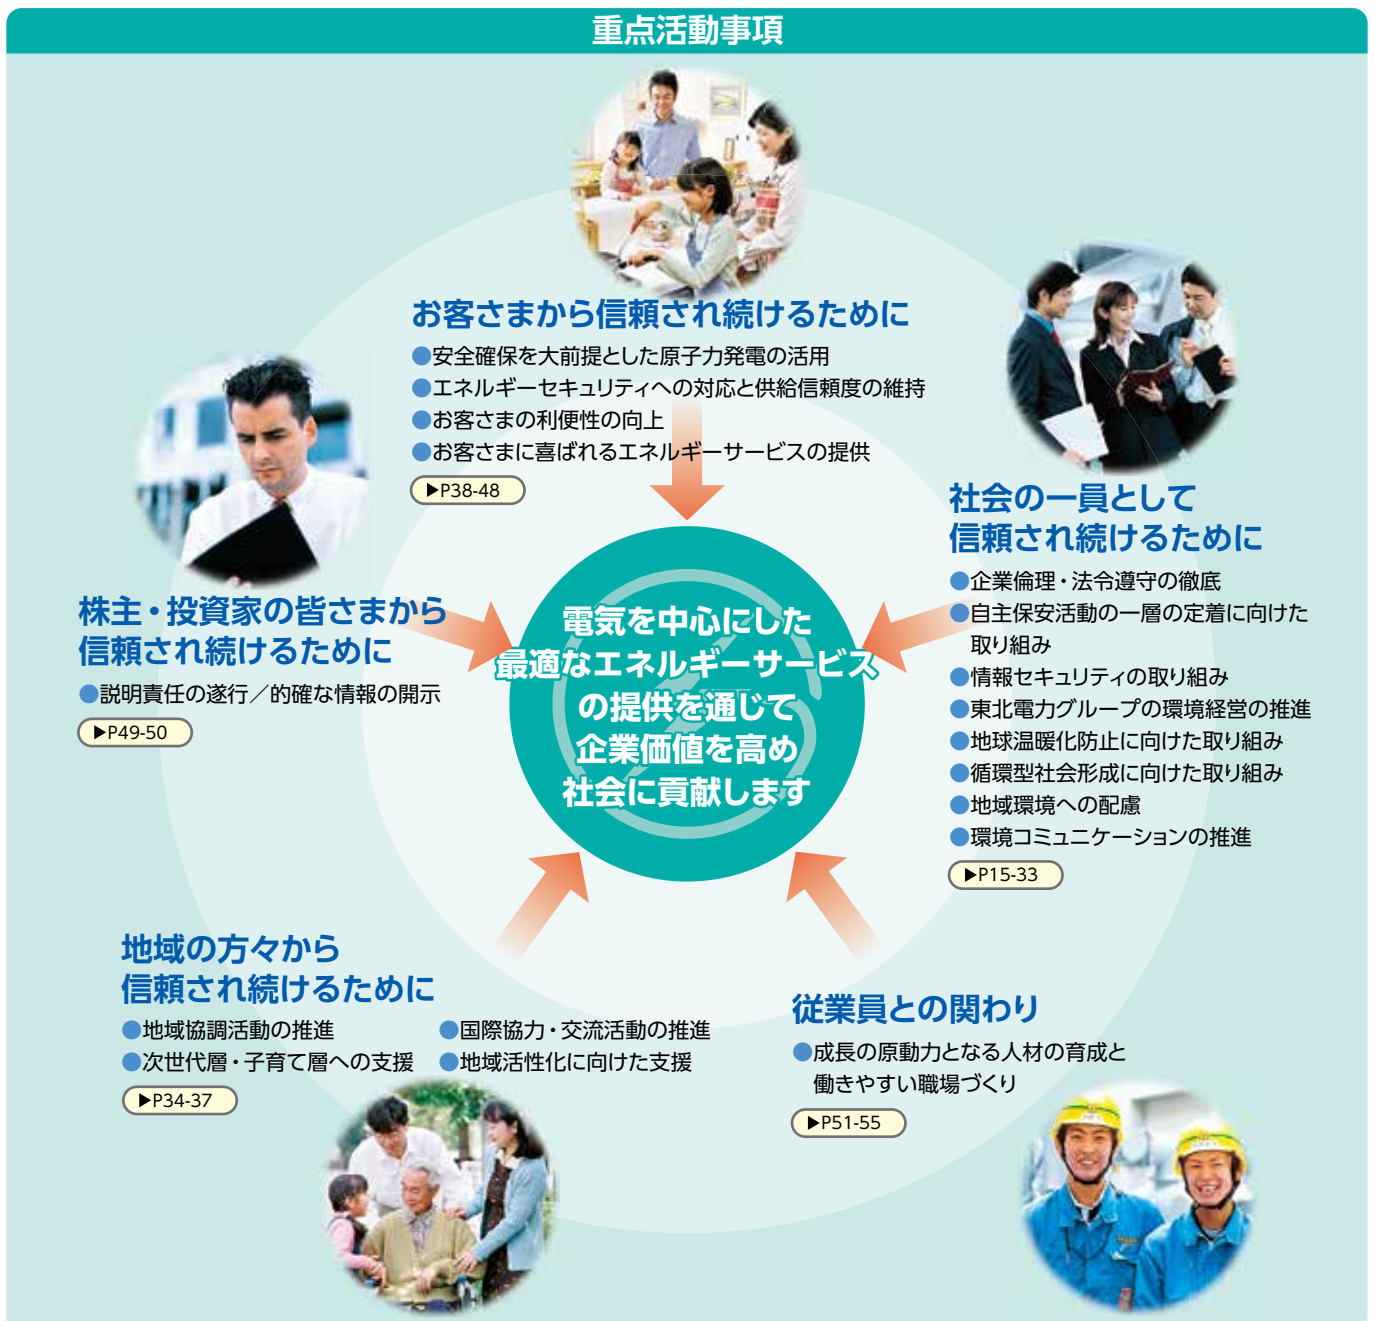 重点活動事項
お客さまから信頼され続けるために
●安全確保を大前提とした原子力発電の活用
●エネルギーセキュリティへの対応と供給信頼度の維持
●お客さまの利便性の向上
●お客さまに喜ばれるエネルギーサービスの提供
▶P38-48
社会の一員として
信頼され続けるために
●企業倫理・法令遵守の徹底
●自主保安活動の一層の定着に向けた
取り組み
●情報セキュリティの取り組み
●東北電力グループの環境経営の推進
●地球温暖化防止に向けた取り組み
●循環型社会形成に向けた取り組み
●地域環境への配慮
●環境コミュニケーションの推進
▶P15-33
株主・投資家の皆さまから
信頼され続けるために
●説明責任の遂行／的確な情報の開示
▶P49-50
電気を中心にした
最適なエネルギーサービス
の提供を通じて
企業価値を高め
社会に貢献します
地域の方々から
信頼され続けるために
●地域協調活動の推進
●次世代層・子育て層への支援
●国際協力・交流活動の推進
●地域活性化に向けた支援
▶P34-37
従業員との関わり
●成長の原動力となる人材の育成と
働きやすい職場づくり
▶P51-55